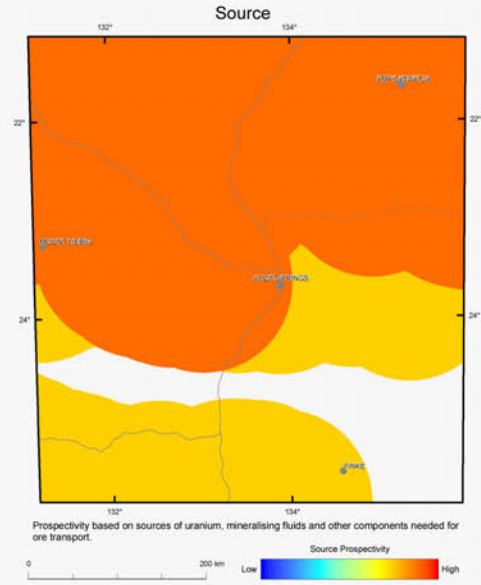 Source
132°
134°
22°
22°
ALICE SPRINGS
24°
24°
FINKE
132°
134°
Prospectivity based on sources of uranium, mineralising fluids and other components needed for
ore transport.
Source Prospectivity
0
200 km
Low
High